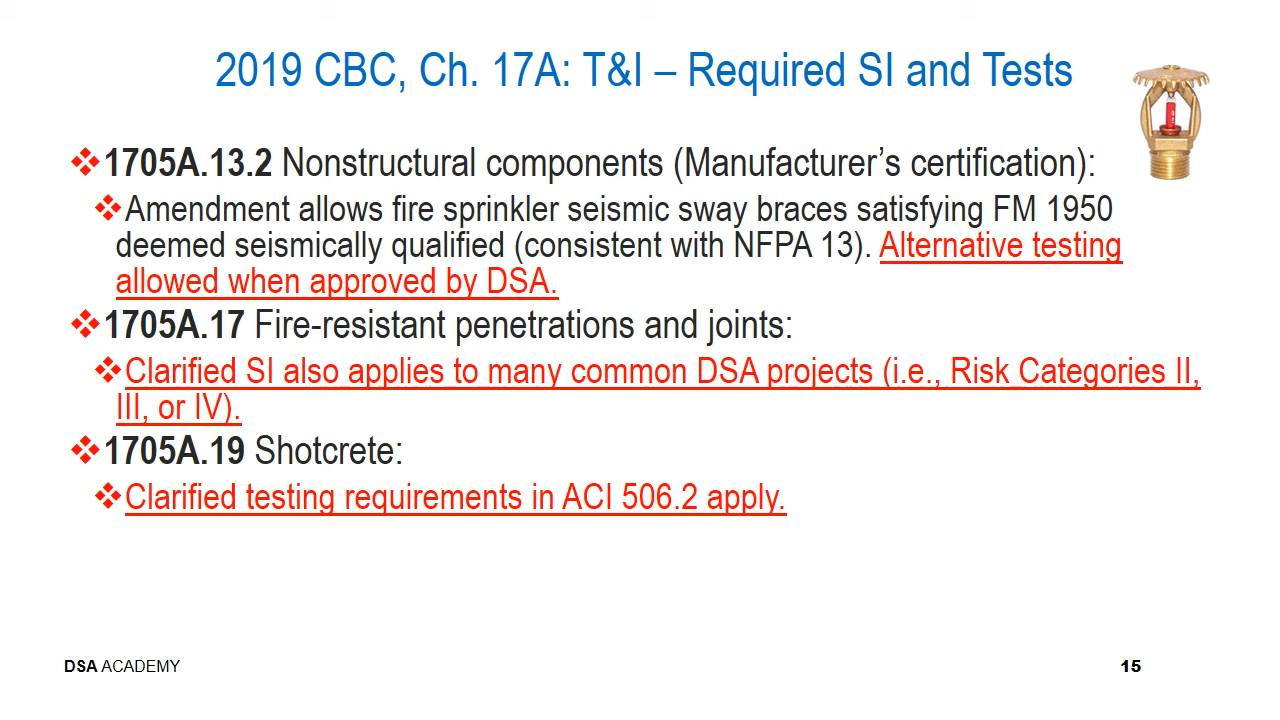 2019 CBC, Ch. 17A: T&I – Required SI and Tests
1705A.13.2 Nonstructural components (Manufacturer’s certification):
Amendment allows fire sprinkler seismic sway braces satisfying FM 1950
deemed seismically qualified (consistent with NFPA 13). Alternative testing
allowed when approved by DSA.
1705A.17 Fire-resistant penetrations and joints:
Clarified SI also applies to many common DSA projects (i.e., Risk Categories II,
III, or IV).
1705A.19 Shotcrete:
Clarified testing requirements in ACI 506.2 apply.
DSA ACADEMY
15